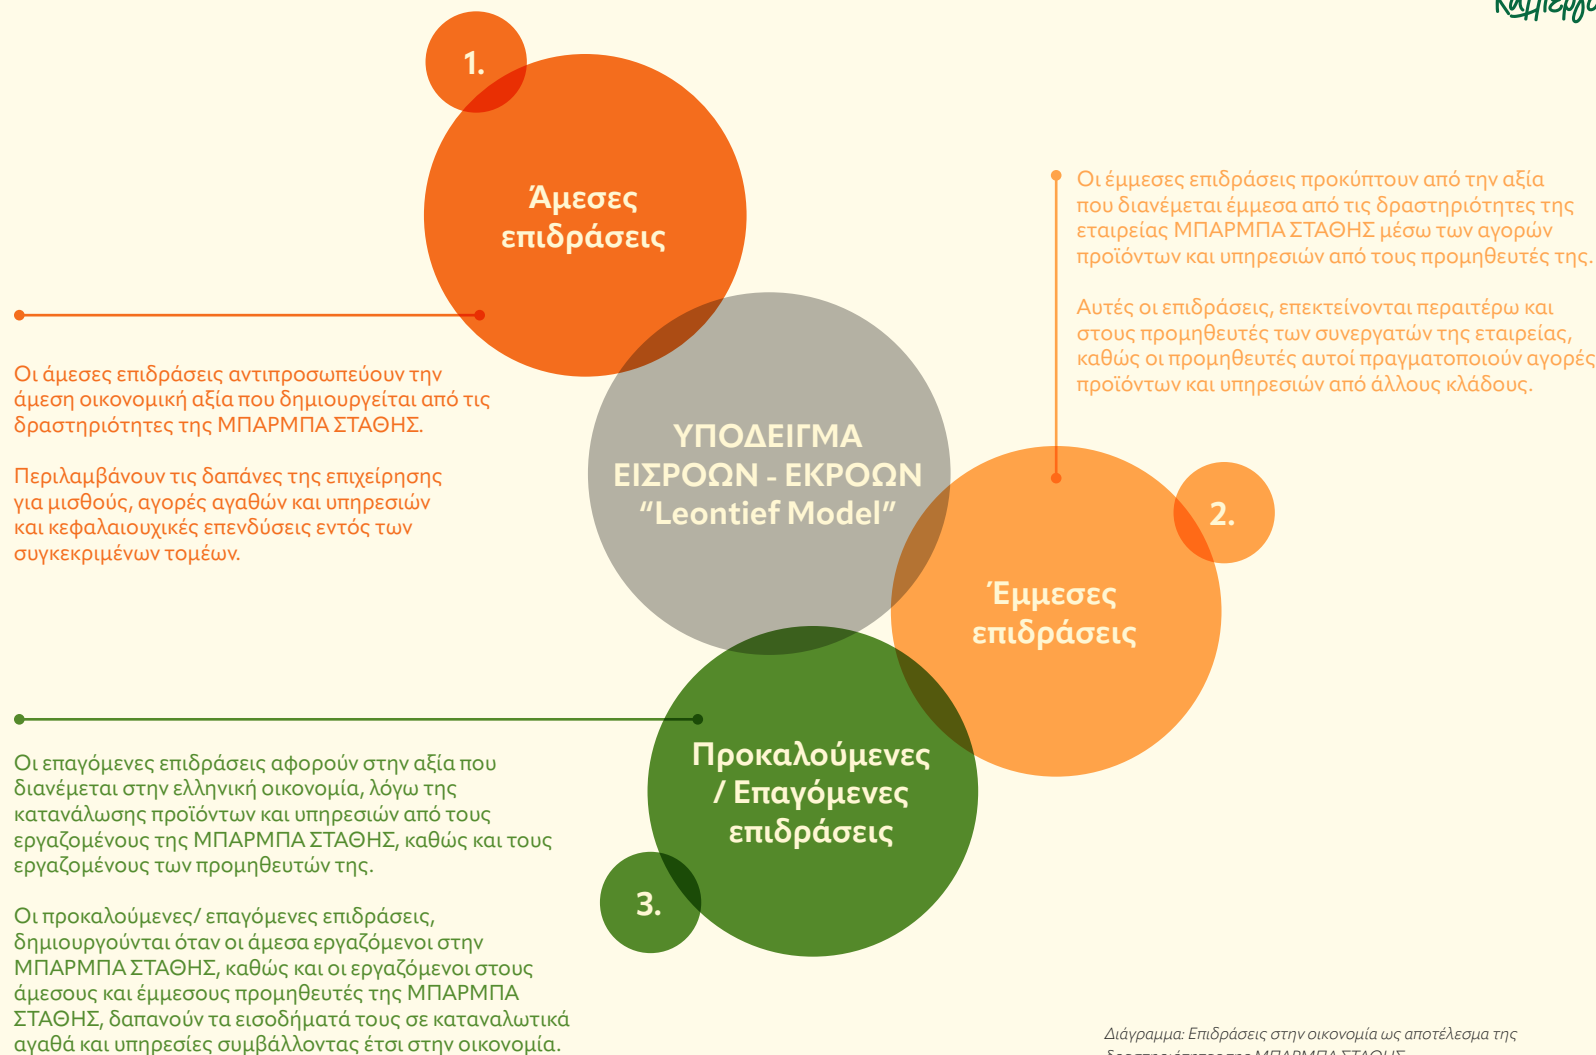 1.
Άμεσες
επιδράσεις
Οι άμεσες επιδράσεις αντιπροσωπεύουν την
άμεση οικονομική αξία που δημιουργείται από τις
δραστηριότητες της ΜΠΑΡΜΠΑ ΣΤΑΘΗΣ.
Περιλαμβάνουν τις δαπάνες της επιχείρησης
για μισθούς, αγορές αγαθών και υπηρεσιών
και κεφαλαιουχικές επενδύσεις εντός των
συγκεκριμένων τομέων.
ΥΠΟΔΕΙΓΜΑ
ΕΙΣΡΟΩΝ - ΕΚΡΟΩΝ
“Leontief Model”
Οι έμμεσες επιδράσεις προκύπτουν από την αξία
που διανέμεται έμμεσα από τις δραστηριότητες της
εταιρείας ΜΠΑΡΜΠΑ ΣΤΑΘΗΣ μέσω των αγορών
προϊόντων και υπηρεσιών από τους προμηθευτές της.
Αυτές οι επιδράσεις, επεκτείνονται περαιτέρω και
στους προμηθευτές των συνεργατών της εταιρείας,
καθώς οι προμηθευτές αυτοί πραγματοποιούν αγορές
προϊόντων και υπηρεσιών από άλλους κλάδους.
2.
Έμμεσες
επιδράσεις
Προκαλούμενες
/ Επαγόμενες
επιδράσεις
3.
Οι επαγόμενες επιδράσεις αφορούν στην αξία που
διανέμεται στην ελληνική οικονομία, λόγω της
κατανάλωσης προϊόντων και υπηρεσιών από τους
εργαζομένους της ΜΠΑΡΜΠΑ ΣΤΑΘΗΣ, καθώς και τους
εργαζομένους των προμηθευτών της.
Οι προκαλούμενες/ επαγόμενες επιδράσεις,
δημιουργούνται όταν οι άμεσα εργαζόμενοι στην
ΜΠΑΡΜΠΑ ΣΤΑΘΗΣ, καθώς και οι εργαζόμενοι στους
άμεσους και έμμεσους προμηθευτές της ΜΠΑΡΜΠΑ
ΣΤΑΘΗΣ, δαπανούν τα εισοδήματά τους σε καταναλωτικά
αγαθά και υπηρεσίες συμβάλλοντας έτσι στην οικονομία.
Διάγραμμα: Επιδράσεις στην οικονομία ως αποτέλεσμα της